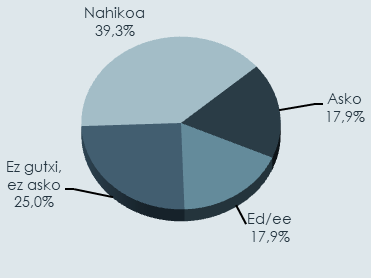 Nahikoa
39,3%
Asko
17,9%
Ez gutxi,
ez asko
25,0%
Ed/ee
17,9%